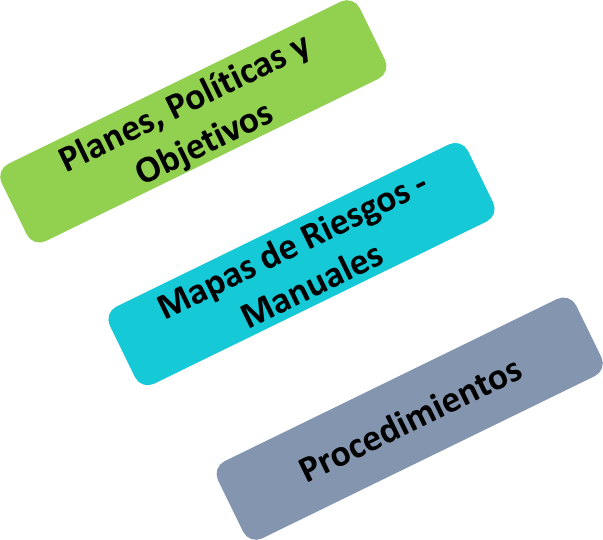 Planes, Políticas y
Objetivos
Mapas de Riesgos -
Manuales
Procedimientos